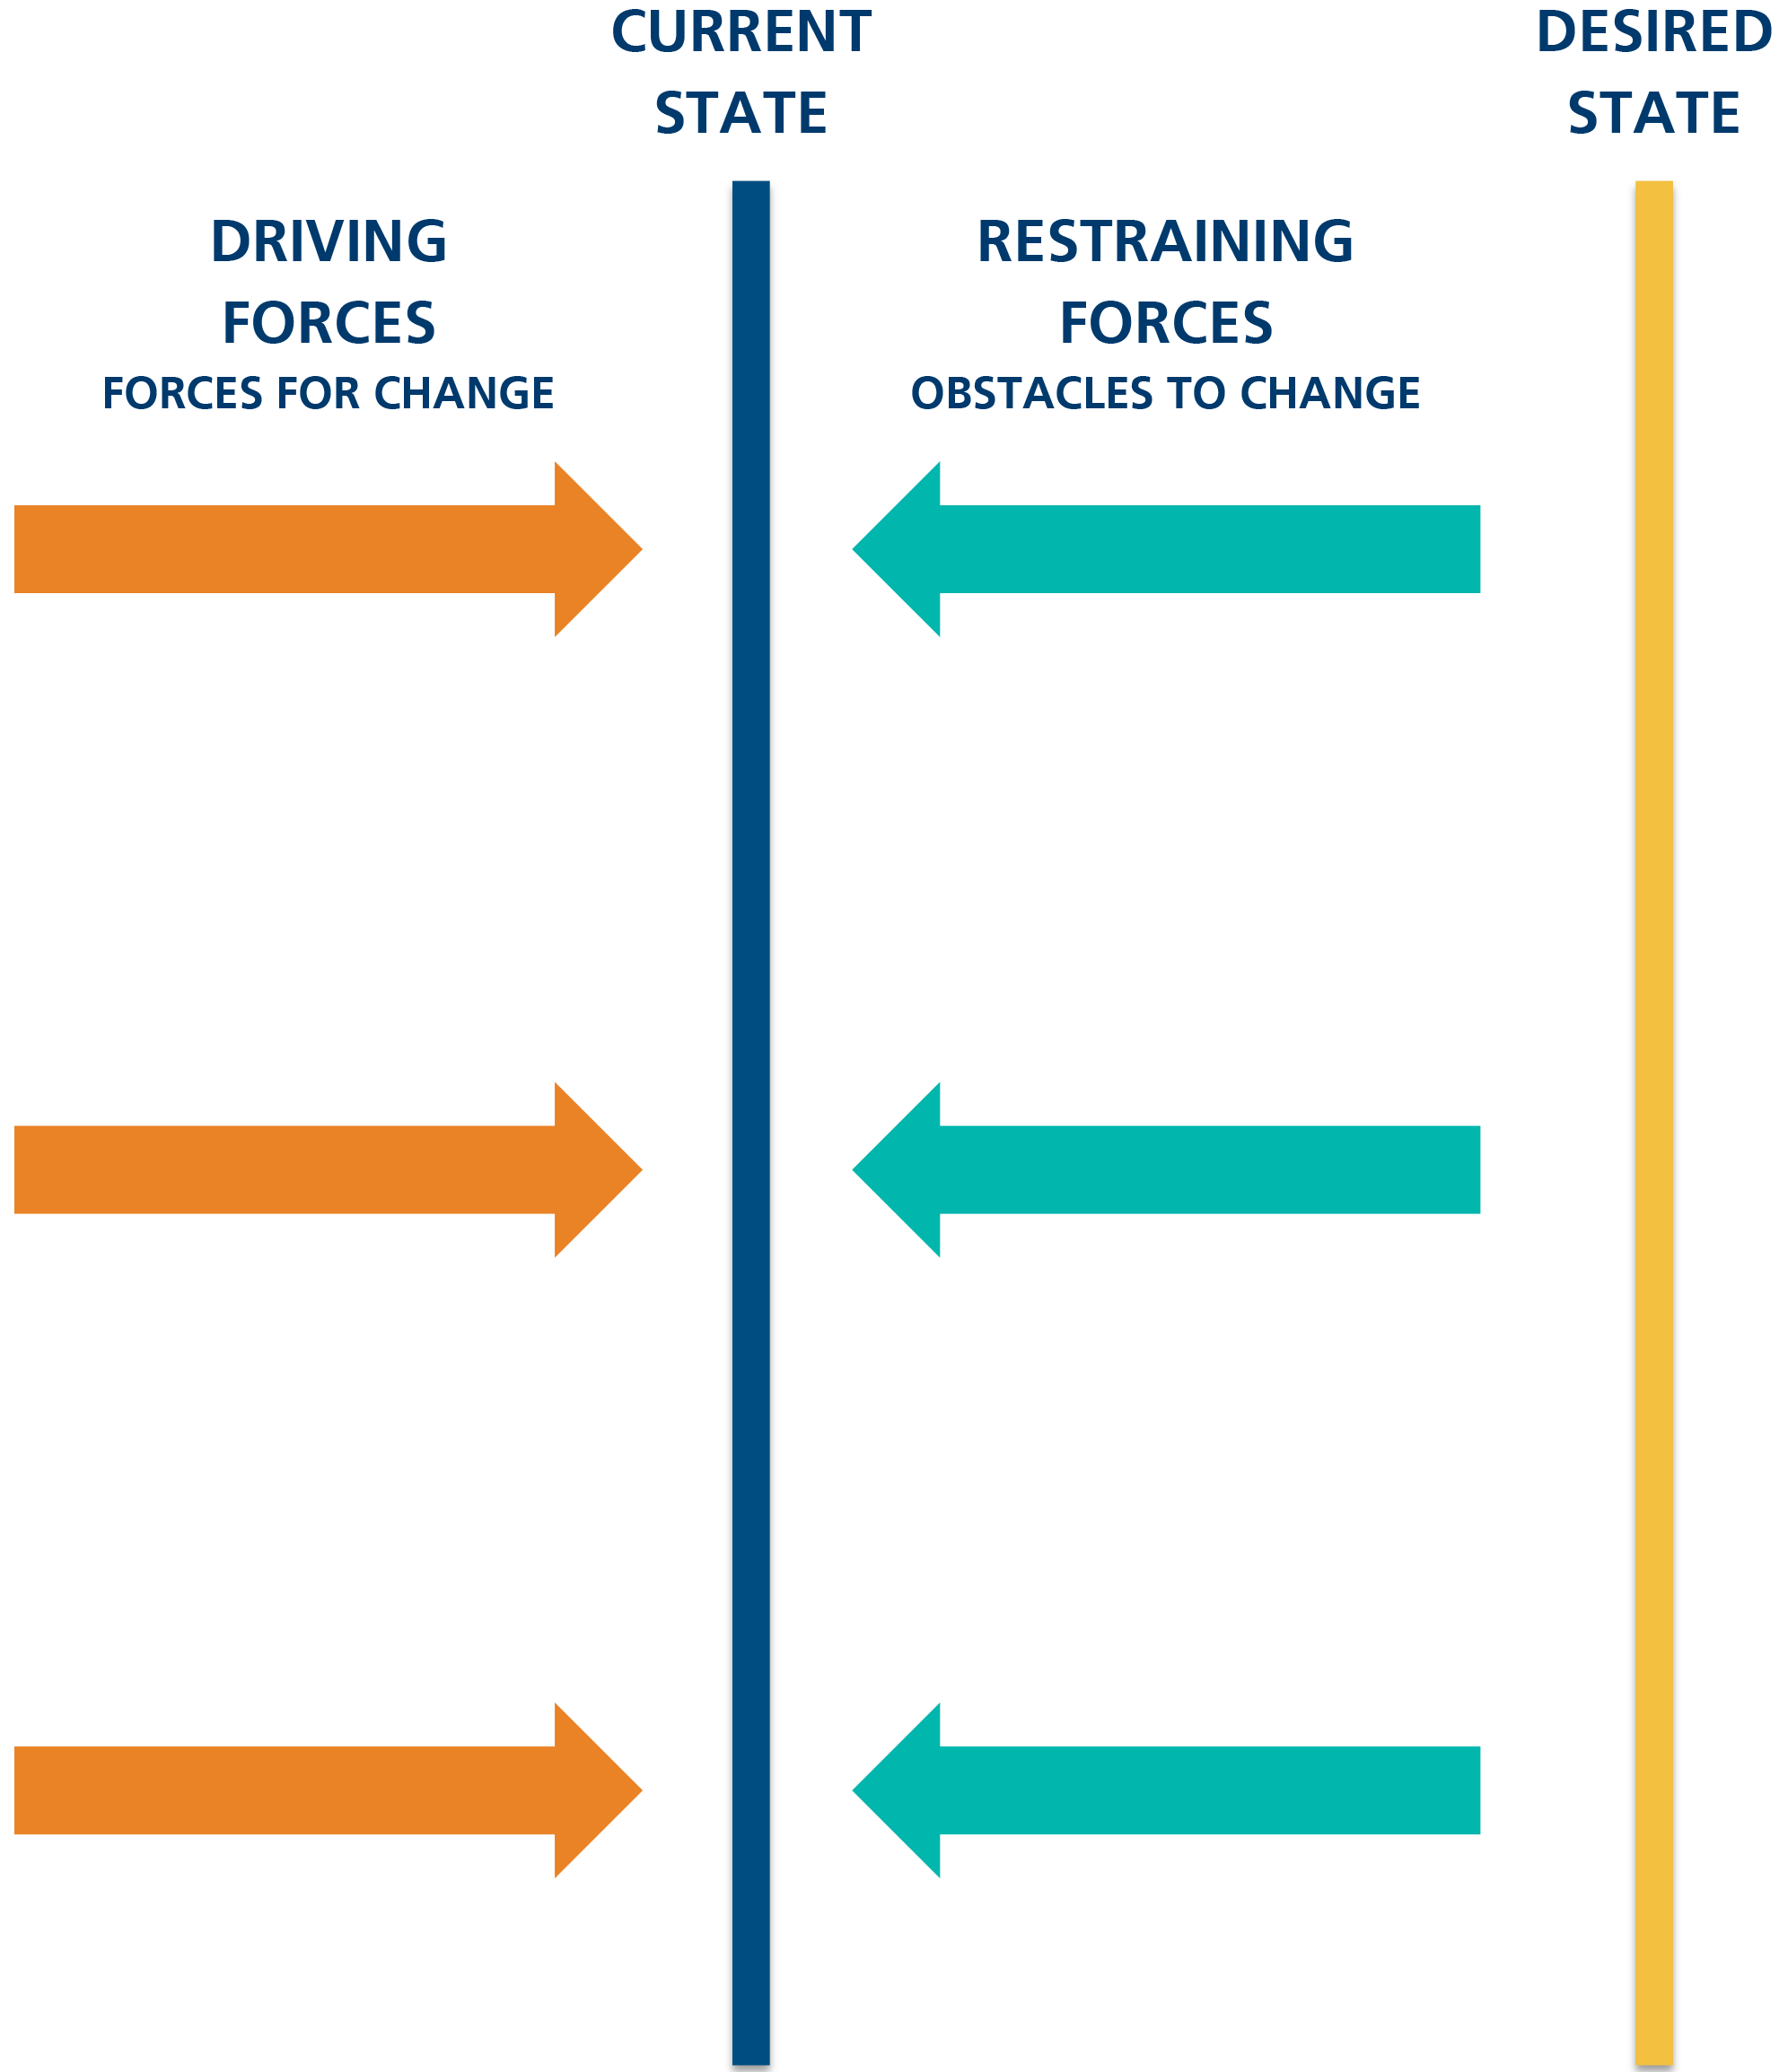 CURRENT
STATE
DESIRED
STATE
DRIVING
FORCES
FORCES FOR CHANGE
RESTRAINING
FORCES
OBSTACLES TO CHANGE